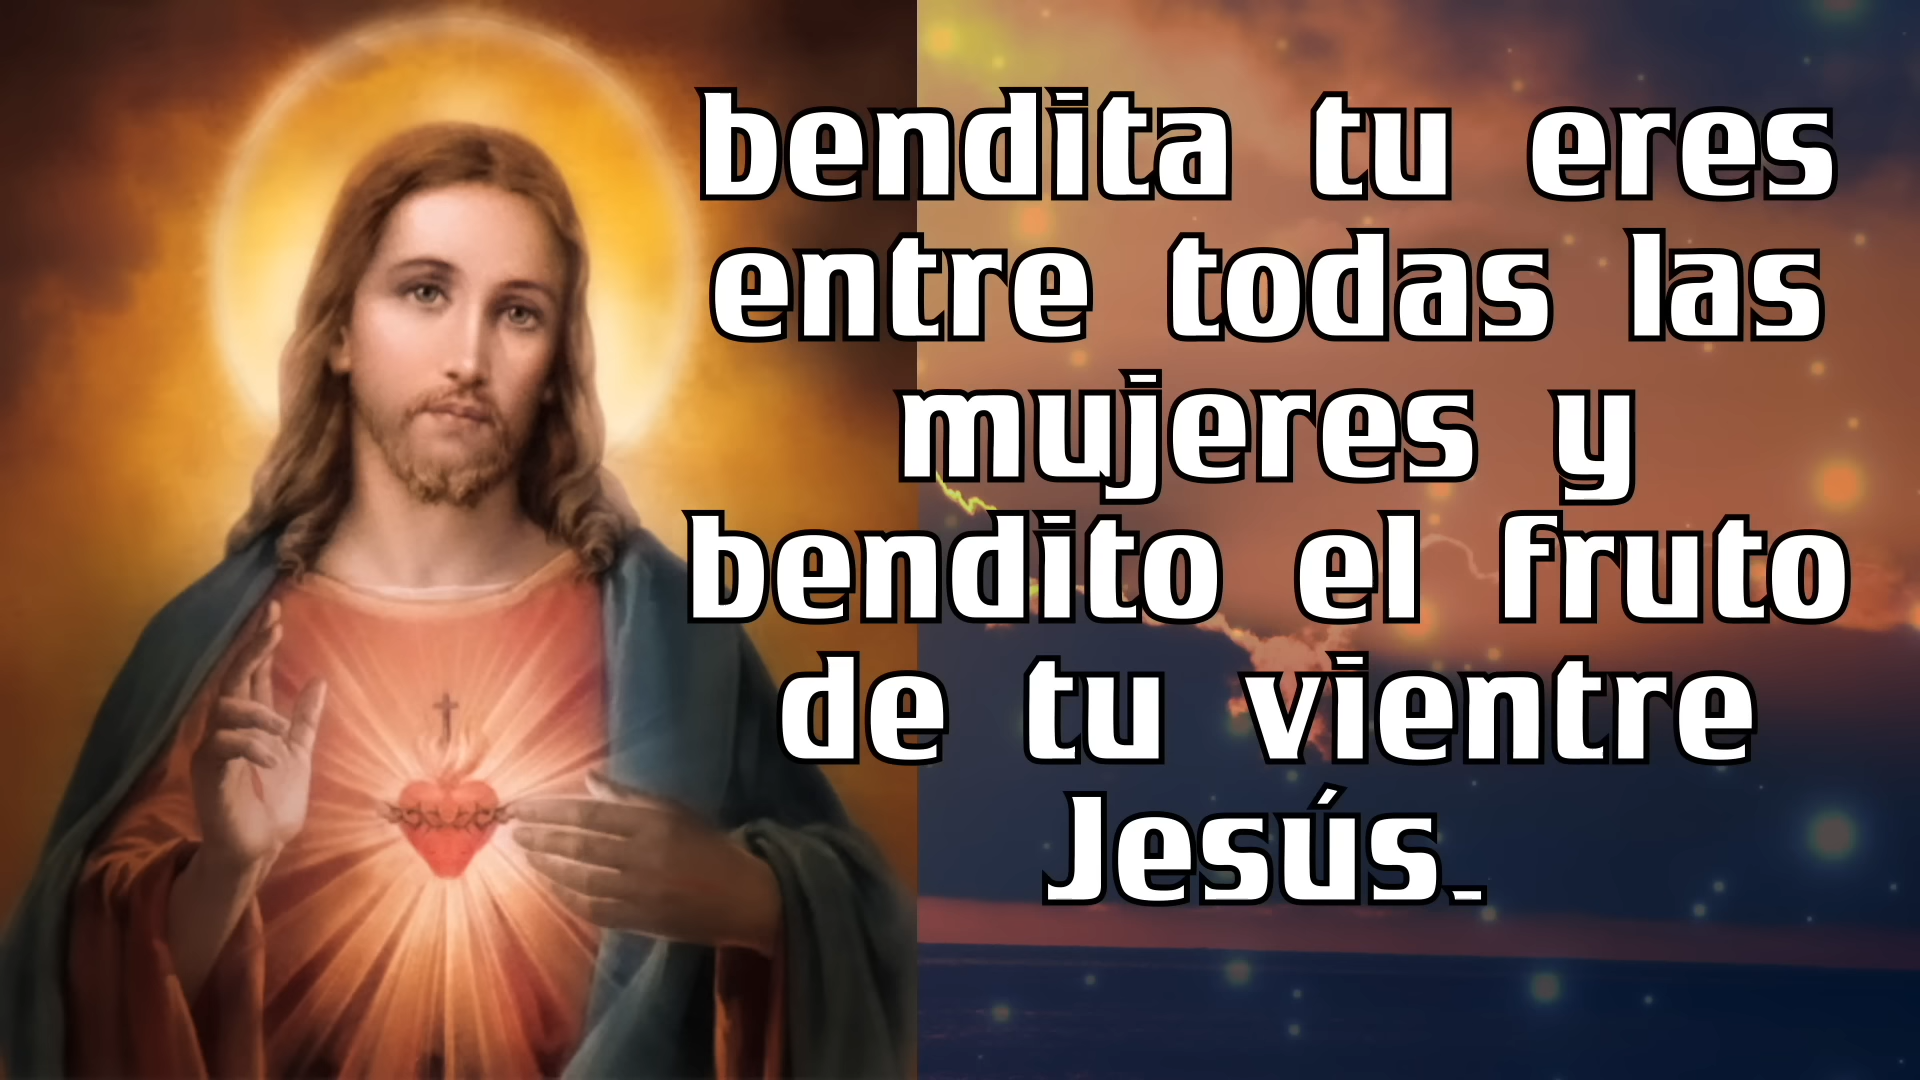 bendita tu eres
entre todas las
mujeres y
bendito el fruto
de tu vientre
Jesús.